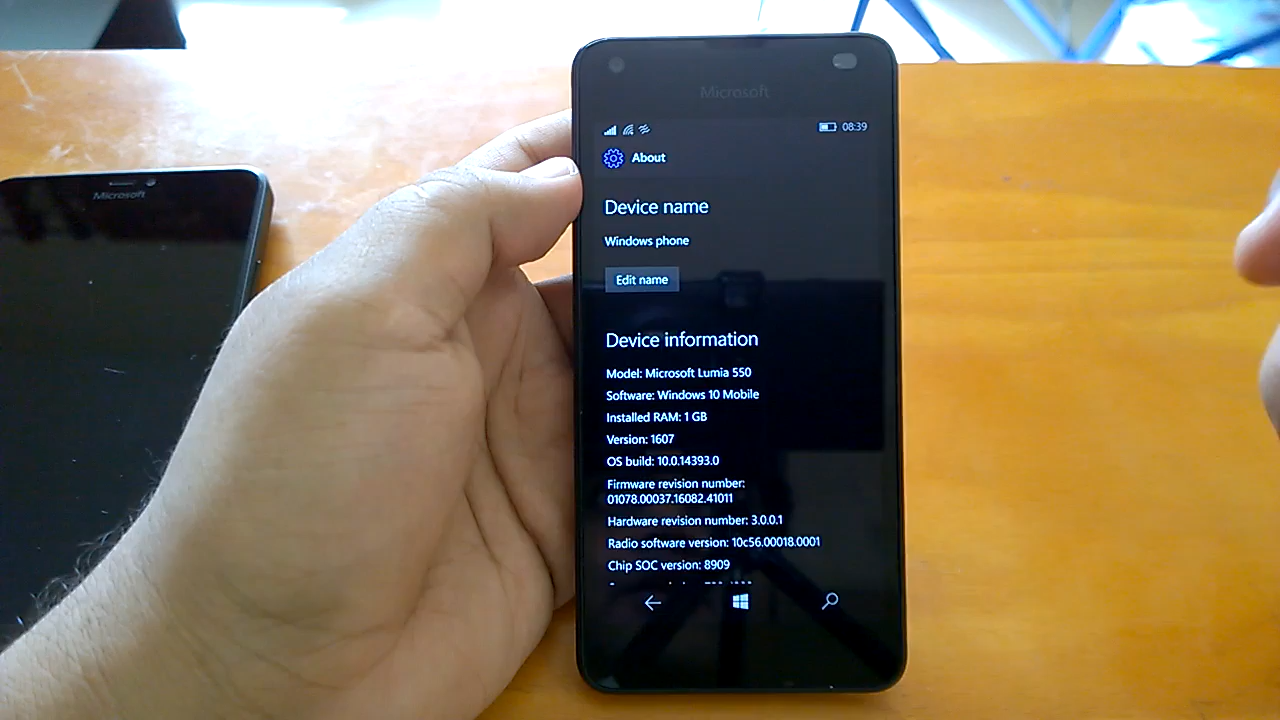 Microsoft
Microsoft
08:39
About
Device name
Windows phone
Edit name
Device information
Model: Microsoft Lumia 550
Software: Windows 10 Mobile
Installed RAM: 1 GB
Version: 1607
OS build: 10.0.14393.0
Firmware revision number:
01078.00037.16082.41011
Hardware revision number: 3.0.0.1
Radio software version: 10c56.00018.0001
Chip SOC version: 8909